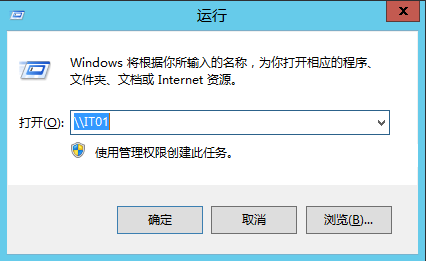 运行
Windows 将根据你所输入的名称，为你打开相应的程序、
文件夹、文档或 Internet 资源。
打开(O):
\\IT01
使用管理权限创建此任务。
确定
取消
浏览(B)...